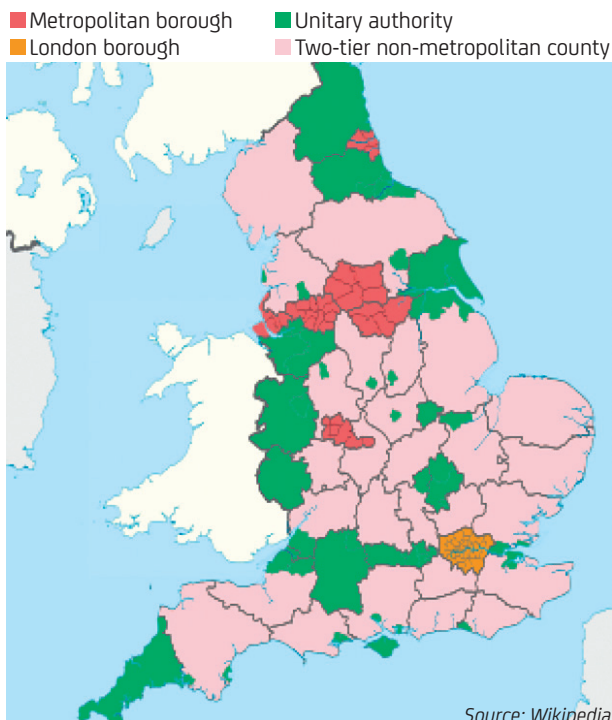 Metropolitan borough
Unitary authority
London borough
Two-tier non-metropolitan county
Source: Wikipedia